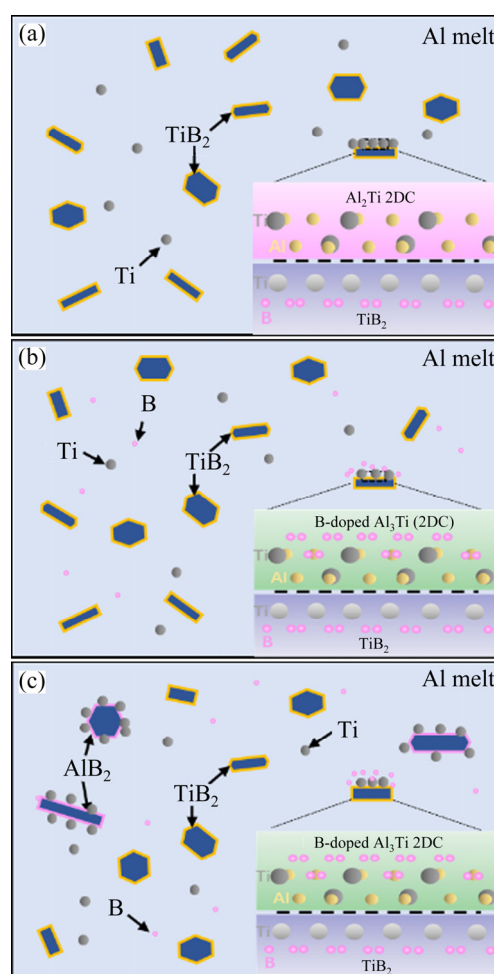 (a)
Al melt
TiB₂
Ti
Al₂Ti 2DC
Ti
Al
Ti
B
TiB₂
(b)
Al melt
B
Ti
TiB₂
B-doped Al₃Ti (2DC)
Ti
Al
Ti
B
TiB₂
(c)
Al melt
Ti
AlB₂
TiB₂
B
B-doped Al₃Ti 2DC
Ti
Al
Ti
B
TiB₂